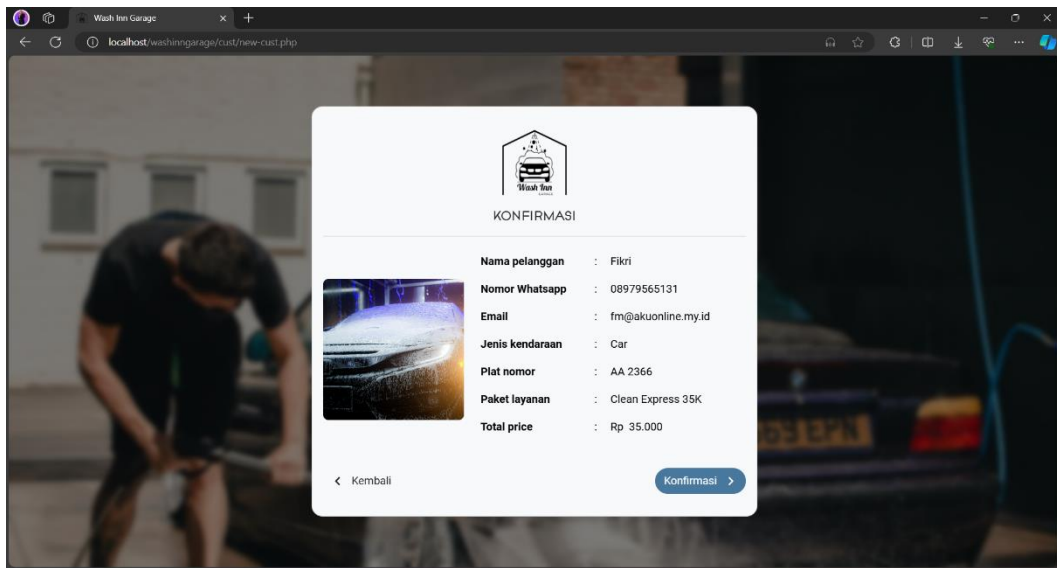 Wash Inn Garage
localhost/washinngarage/cust/new-cust.php
Wash Inn
KONFIRMASI
Nama pelanggan : Fikri
Nomor Whatsapp : 08979565131
Email : fm@akuonline.my.id
Jenis kendaraan : Car
Plat nomor : AA 2366
Paket layanan : Clean Express 35K
Total price : Rp 35.000
Kembali
Konfirmasi
EPN